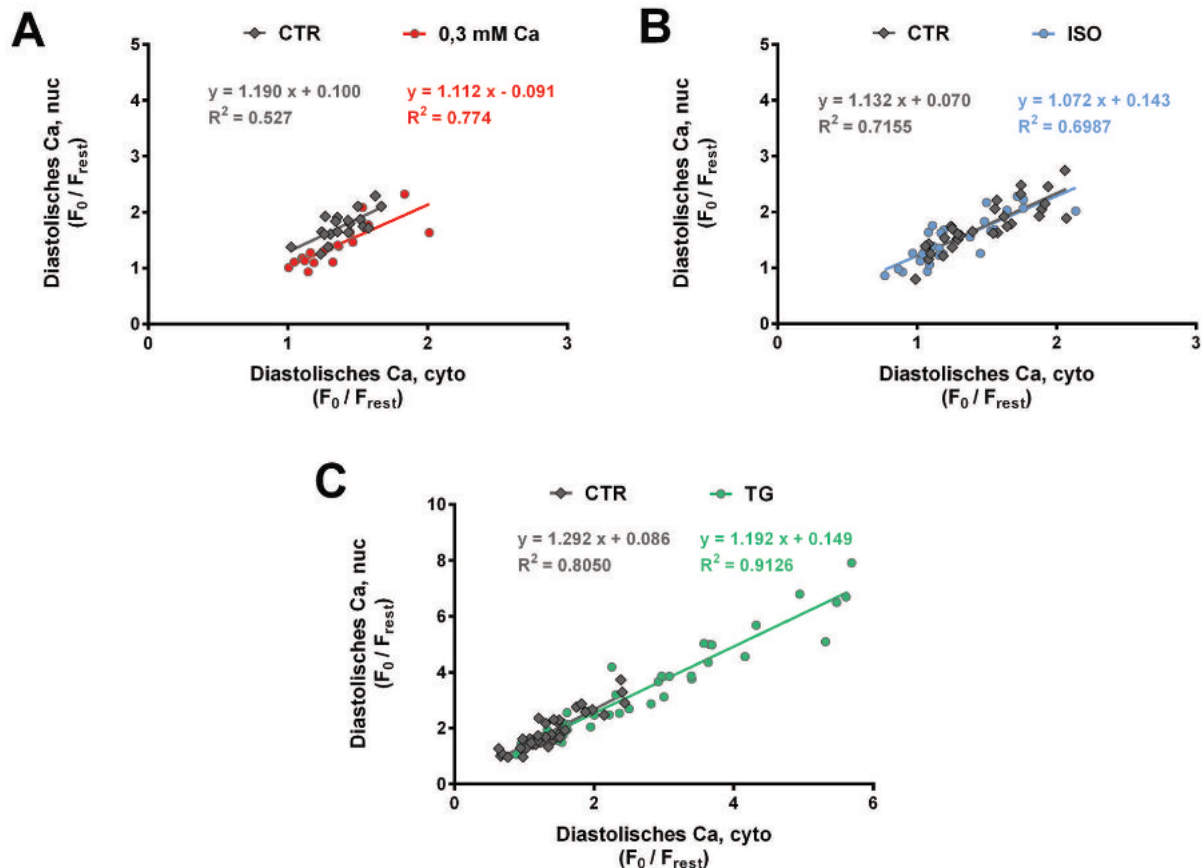 A
CTR
0,3 mM Ca
Diastolisches Ca, nuc
(F0 / Frest)
5
4
3
2
1
0
y = 1.190 x + 0.100
R2 = 0.527
y = 1.112 x - 0.091
R2 = 0.774
0
1
2
3
Diastolisches Ca, cyto
(F0 / Frest)
B
CTR
ISO
Diastolisches Ca, nuc
(F0 / Frest)
5
4
3
2
1
0
y = 1.132 x + 0.070
R2 = 0.7155
y = 1.072 x + 0.143
R2 = 0.6987
0
1
2
3
Diastolisches Ca, cyto
(F0 / Frest)
C
CTR
TG
Diastolisches Ca, nuc
(F0 / Frest)
10
8
6
4
2
0
y = 1.292 x + 0.086
R2 = 0.8050
y = 1.192 x + 0.149
R2 = 0.9126
0
2
4
6
Diastolisches Ca, cyto
(F0 / Frest)